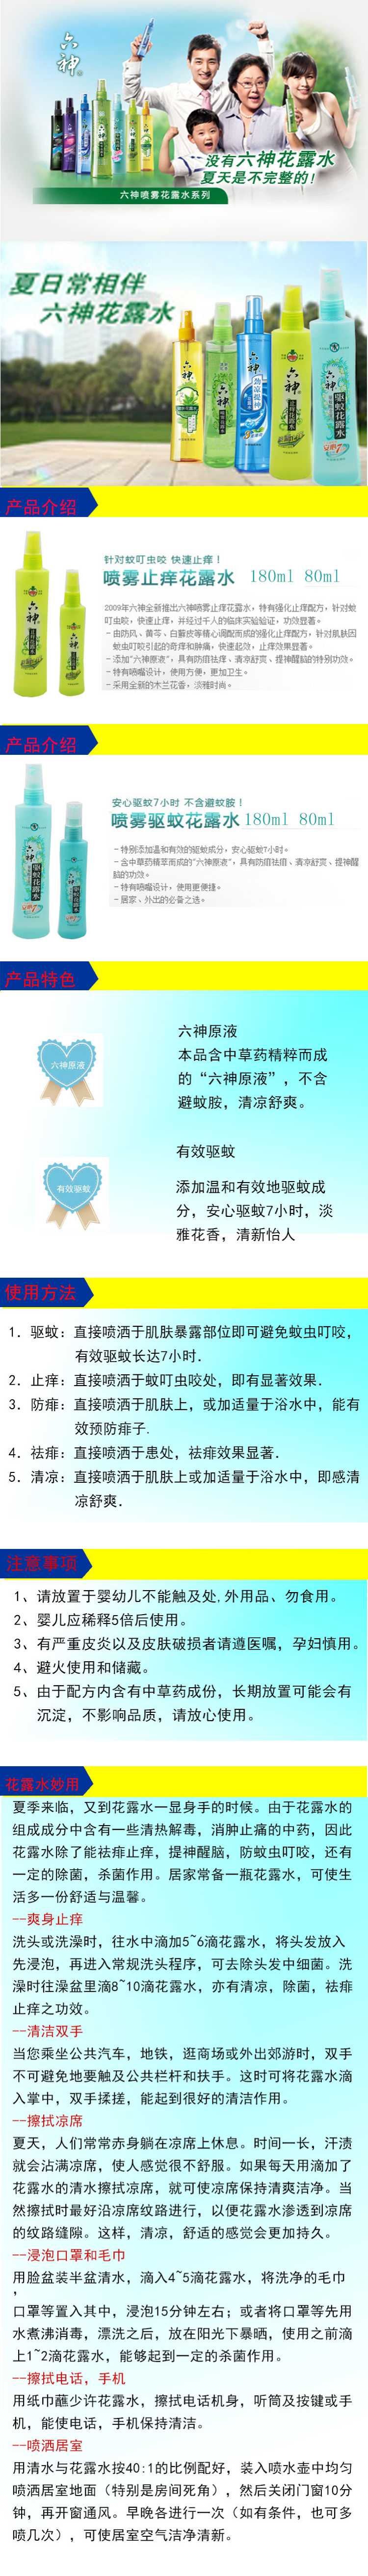 六神
没有六神花露水
夏天是不完整的!
六神喷雾花露水系列
夏日常相伴
六神花露水
产品介绍
针对蚊叮虫咬 快速止痒!
喷雾止痒花露水 180ml 80ml
2009年六神全新推出六神喷雾止痒花露水,特有强化止痒配方,针对蚊
叮虫咬,快速止痒,并经过千人的临床实验验证,功效显著。
- 由防风、黄芩、白藓皮等精心调配而成的强化止痒配方,针对肌肤因
蚊虫叮咬引起的奇痒和肿痛,快速起效,止痒效果显著。
- 添加“六神原液”,具有防疽祛痒、清凉舒爽、提神醒脑的特别功效。
- 特有喷嘴设计,使用方便,更加卫生。
- 采用全新的木兰花香,淡雅时尚。
产品介绍
安心驱蚊7小时 不含避蚊胺!
喷雾驱蚊花露水 180ml 80ml
- 特别添加温和有效的驱蚊成分,安心驱蚊7小时。
- 含中草药精萃而成的“六神原液”,具有防疽祛痱、清凉舒爽、提神醒
脑的功效。
- 特有喷嘴设计,使用更便捷。
- 居家、外出的必备之选。
产品特色
六神原液
六神原液
本品含中草药精粹而成
的“六神原液”,不含
避蚊胺,清凉舒爽。
有效驱蚊
有效驱蚊
添加温和有效地驱蚊成
分,安心驱蚊7小时,淡
雅花香,清新怡人
使用方法
1. 驱蚊:直接喷洒于肌肤暴露部位即可避免蚊虫叮咬,
有效驱蚊长达7小时.
2. 止痒:直接喷洒于蚊叮虫咬处,即有显著效果.
3. 防痱:直接喷洒于肌肤上,或加适量于浴水中,能有
效预防痱子.
4. 祛痱:直接喷洒于患处,祛痱效果显著.
5. 清凉:直接喷洒于肌肤上或加适量于浴水中,即感清
凉舒爽.
注意事项
1、请放置于婴幼儿不能触及处,外用品、勿食用。
2、婴儿应稀释5倍后使用。
3、有严重皮炎以及皮肤破损者请遵医嘱,孕妇慎用。
4、避火使用和储藏。
5、由于配方内含有中草药成份,长期放置可能会有
沉淀,不影响品质,请放心使用。
花露水妙用
夏季来临,又到花露水一显身手的时候。由于花露水的
组成成分中含有一些清热解毒,消肿止痛的中药,因此
花露水除了能祛痱止痒,提神醒脑,防蚊虫叮咬,还有
一定的除菌,杀菌作用。居家常备一瓶花露水,可使生
活多一份舒适与温馨。
--爽身止痒
洗头或洗澡时,往水中滴加5~6滴花露水,将头发放入
先浸泡,再进入常规洗头程序,可去除头发中细菌。洗
澡时往澡盆里滴8~10滴花露水,亦有清凉,除菌,祛痱
止痒之功效。
--清洁双手
当您乘坐公共汽车,地铁,逛商场或外出郊游时,双手
不可避免地要触及公共栏杆和扶手。这时可将花露水滴
入掌中,双手揉搓,能起到很好的清洁作用。
--擦拭凉席
夏天,人们常常赤身躺在凉席上休息。时间一长,汗渍
就会沾满凉席,使人感觉很不舒服。如果每天用滴加了
花露水的清水擦拭凉席,就可使凉席保持清爽洁净。当
然擦拭时最好沿凉席纹路进行,以便花露水渗透到凉席
的纹路缝隙。这样,清凉,舒适的感觉会更加持久。
--浸泡口罩和毛巾
用脸盆装半盆清水,滴入4~5滴花露水,将洗净的毛巾
,
口罩等置入其中,浸泡15分钟左右;或者将口罩等先用
水煮沸消毒,漂洗之后,放在阳光下暴晒,使用之前滴
上1~2滴花露水,能够起到一定的杀菌作用。
--擦拭电话,手机
用纸巾蘸少许花露水,擦拭电话机身,听筒及按键或手
机,能使电话,手机保持清洁。
--喷洒居室
用清水与花露水按40:1的比例配好,装入喷水壶中均匀
喷洒居室地面(特别是房间死角),然后关闭门窗10分
钟,再开窗通风。早晚各进行一次(如有条件,也可多
喷几次),可使居室空气洁净清新。